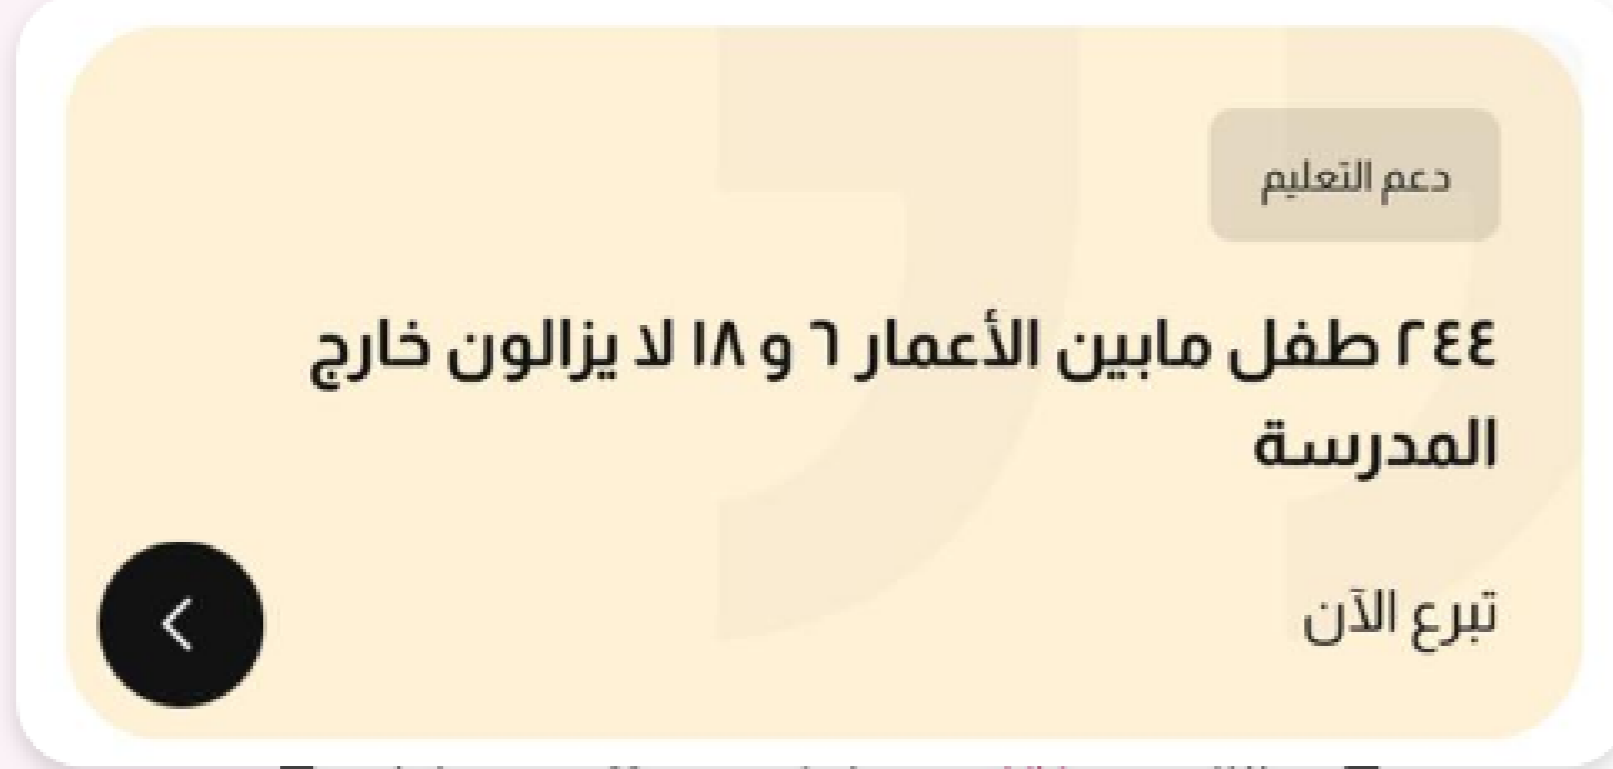 دعم التعليم
٢٤٤ طفل مابين الأعمار ٦ و ١٨ لا يزالون خارج
المدرسة
تبرع الآن